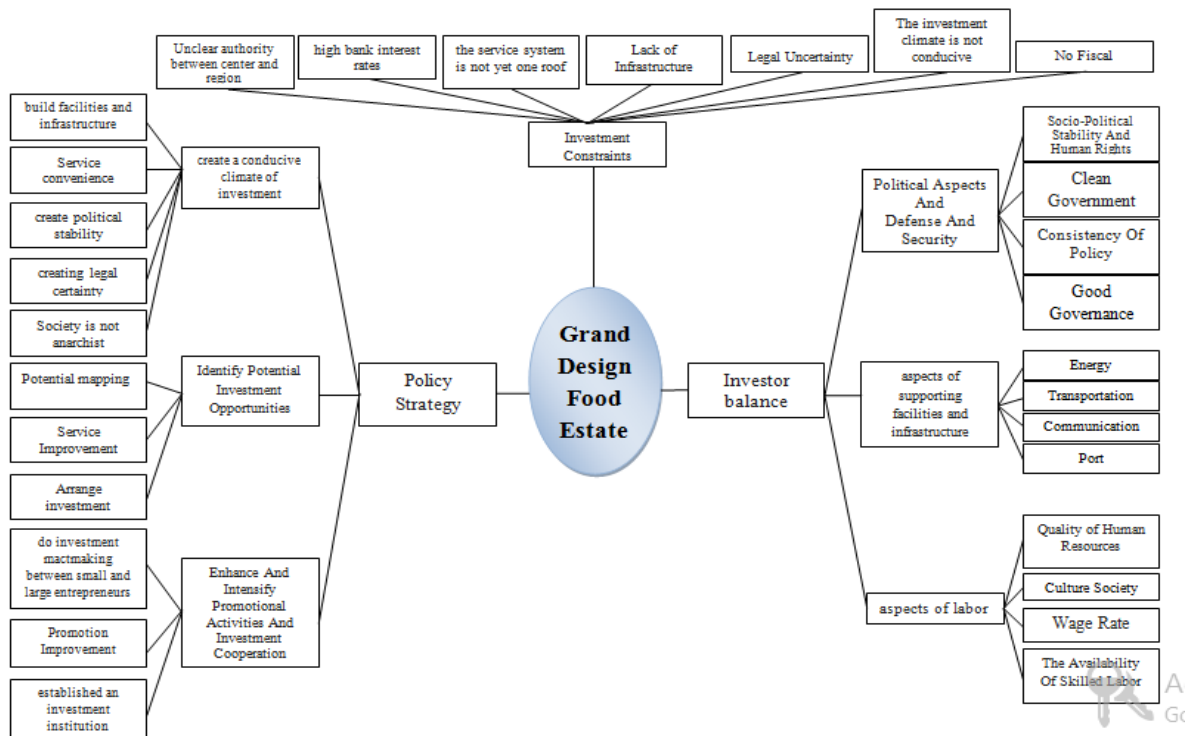 Unclear authority
between center and
region
high bank interest
rates
the service system
is not yet one roof
Lack of
Infrastructure
Legal Uncertainty
The investment
climate is not
conducive
No Fiscal
Investment
Constraints
build facilities and
infrastructure
Service
convenience
create political
stability
creating legal
certainty
Society is not
anarchist
create a conducive
climate of
investment
Potential mapping
Service
Improvement
Arrange
investment
Identify Potential
Investment
Opportunities
do investment
mactmaking
between small and
large entrepreneurs
Promotion
Improvement
established an
investment
institution
Enhance And
Intensify
Promotional
Activities And
Investment
Cooperation
Policy
Strategy
Grand
Design
Food
Estate
Investor
balance
Political Aspects
And
Defense And
Security
Socio-Political
Stability And
Human Rights
Clean
Government
Consistency Of
Policy
Good
Governance
aspects of
supporting
facilities and
infrastructure
Energy
Transportation
Communication
Port
aspects of labor
Quality of Human
Resources
Culture Society
Wage Rate
The Availability
Of Skilled Labor